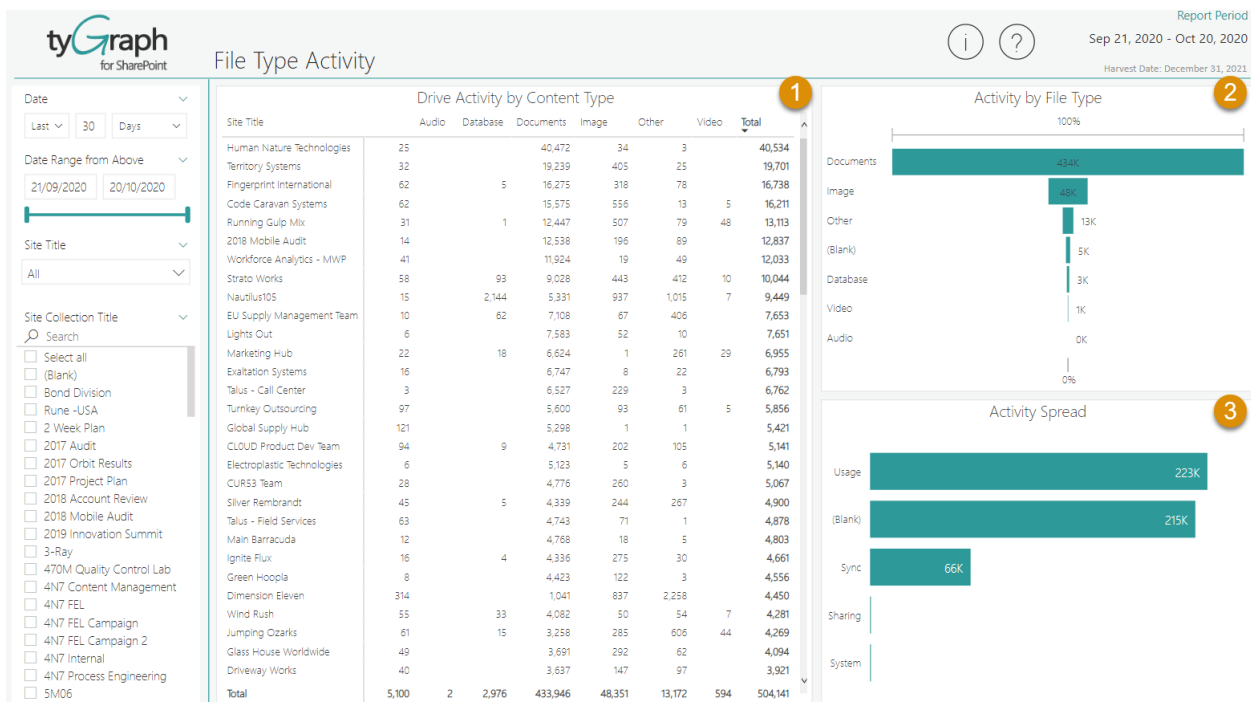 tyGraph
for SharePoint
File Type Activity
i
?
Report Period
Sep 21, 2020 - Oct 20, 2020
Harvest Date: December 31, 2021
Date
Last 30 Days
Date Range from Above
21/09/2020 20/10/2020
Site Title
All
Site Collection Title
Search
Select all
(Blank)
Bond Division
Rune -USA
2 Week Plan
2017 Audit
2017 Orbit Results
2017 Project Plan
2018 Account Review
2018 Mobile Audit
2019 Innovation Summit
3-Ray
470M Quality Control Lab
4N7 Content Management
4N7 FEL
4N7 FEL Campaign
4N7 FEL Campaign 2
4N7 Internal
4N7 Process Engineering
5M06
Drive Activity by Content Type
1
Site Title Audio Database Documents Image Other Video Total
Human Nature Technologies 25 40,472 34 3 40,534
Territory Systems 32 19,239 405 25 19,701
Fingerprint International 62 5 16,275 318 78 16,738
Code Caravan Systems 62 15,575 556 13 5 16,211
Running Gulp Mix 31 1 12,447 507 79 48 13,113
2018 Mobile Audit 14 12,538 196 89 12,837
Workforce Analytics - MWP 41 11,924 19 49 12,033
Strato Works 58 93 9,028 443 412 10 10,044
Nautilus105 15 2,144 5,331 937 1,015 7 9,449
EU Supply Management Team 10 62 7,108 67 406 7,653
Lights Out 6 7,583 52 10 7,651
Marketing Hub 22 18 6,624 1 261 29 6,955
Exaltation Systems 16 6,747 8 22 6,793
Talus - Call Center 3 6,527 229 3 6,762
Turnkey Outsourcing 97 5,600 93 61 5 5,856
Global Supply Hub 121 5,298 1 1 5,421
CL0UD Product Dev Team 94 9 4,731 202 105 5,141
Electroplastic Technologies 6 5,123 5 6 5,140
CUR53 Team 28 4,776 260 3 5,067
Silver Rembrandt 45 5 4,339 244 267 4,900
Talus - Field Services 63 4,743 71 1 4,878
Main Barracuda 12 4,768 18 5 4,803
Ignite Flux 16 4 4,336 275 30 4,661
Green Hoopla 8 4,423 122 3 4,556
Dimension Eleven 314 1,041 837 2,258 4,450
Wind Rush 55 33 4,082 50 54 7 4,281
Jumping Ozarks 61 15 3,258 285 606 44 4,269
Glass House Worldwide 49 3,691 292 62 4,094
Driveway Works 40 3,637 147 97 3,921
Total 5,100 2 2,976 433,946 48,351 13,172 594 504,141
Activity by File Type
2
100%
Documents 434K
Image 48K
Other 13K
(Blank) 5K
Database 3K
Video 1K
Audio 0K
0%
Activity Spread
3
Usage 223K
(Blank) 215K
Sync 66K
Sharing
System